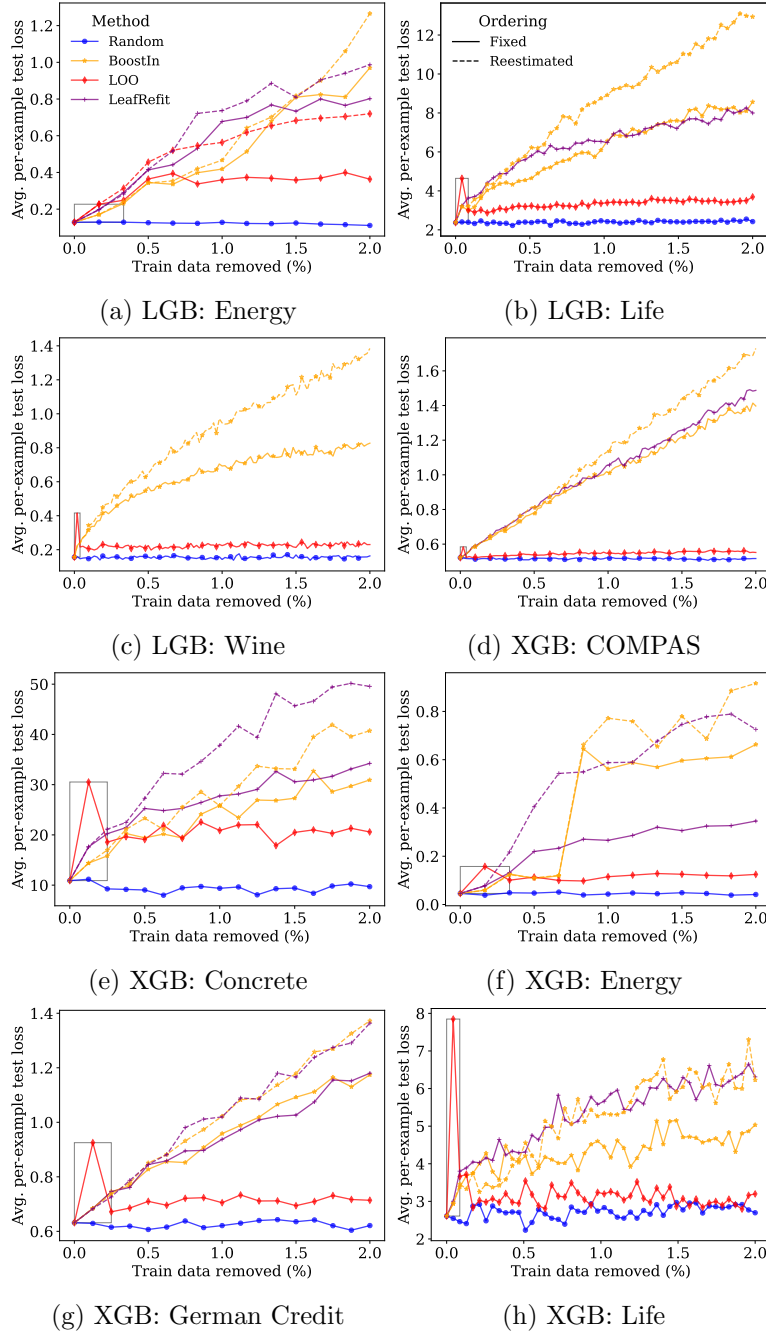 Avg. per-example test loss
1.2
1.0
0.8
0.6
0.4
0.2
Method
Random
BoostIn
LOO
LeafRefit
0.0 0.5 1.0 1.5 2.0
Train data removed (%)
(a) LGB: Energy
Avg. per-example test loss
12
10
8
6
4
2
Ordering
Fixed
Reestimated
0.0 0.5 1.0 1.5 2.0
Train data removed (%)
(b) LGB: Life
Avg. per-example test loss
1.4
1.2
1.0
0.8
0.6
0.4
0.2
0.0 0.5 1.0 1.5 2.0
Train data removed (%)
(c) LGB: Wine
Avg. per-example test loss
1.6
1.4
1.2
1.0
0.8
0.6
0.0 0.5 1.0 1.5 2.0
Train data removed (%)
(d) XGB: COMPAS
Avg. per-example test loss
50
40
30
20
10
0.0 0.5 1.0 1.5 2.0
Train data removed (%)
(e) XGB: Concrete
Avg. per-example test loss
0.8
0.6
0.4
0.2
0.0
0.0 0.5 1.0 1.5 2.0
Train data removed (%)
(f) XGB: Energy
Avg. per-example test loss
1.4
1.2
1.0
0.8
0.6
0.0 0.5 1.0 1.5 2.0
Train data removed (%)
(g) XGB: German Credit
Avg. per-example test loss
8
7
6
5
4
3
2
0.0 0.5 1.0 1.5 2.0
Train data removed (%)
(h) XGB: Life